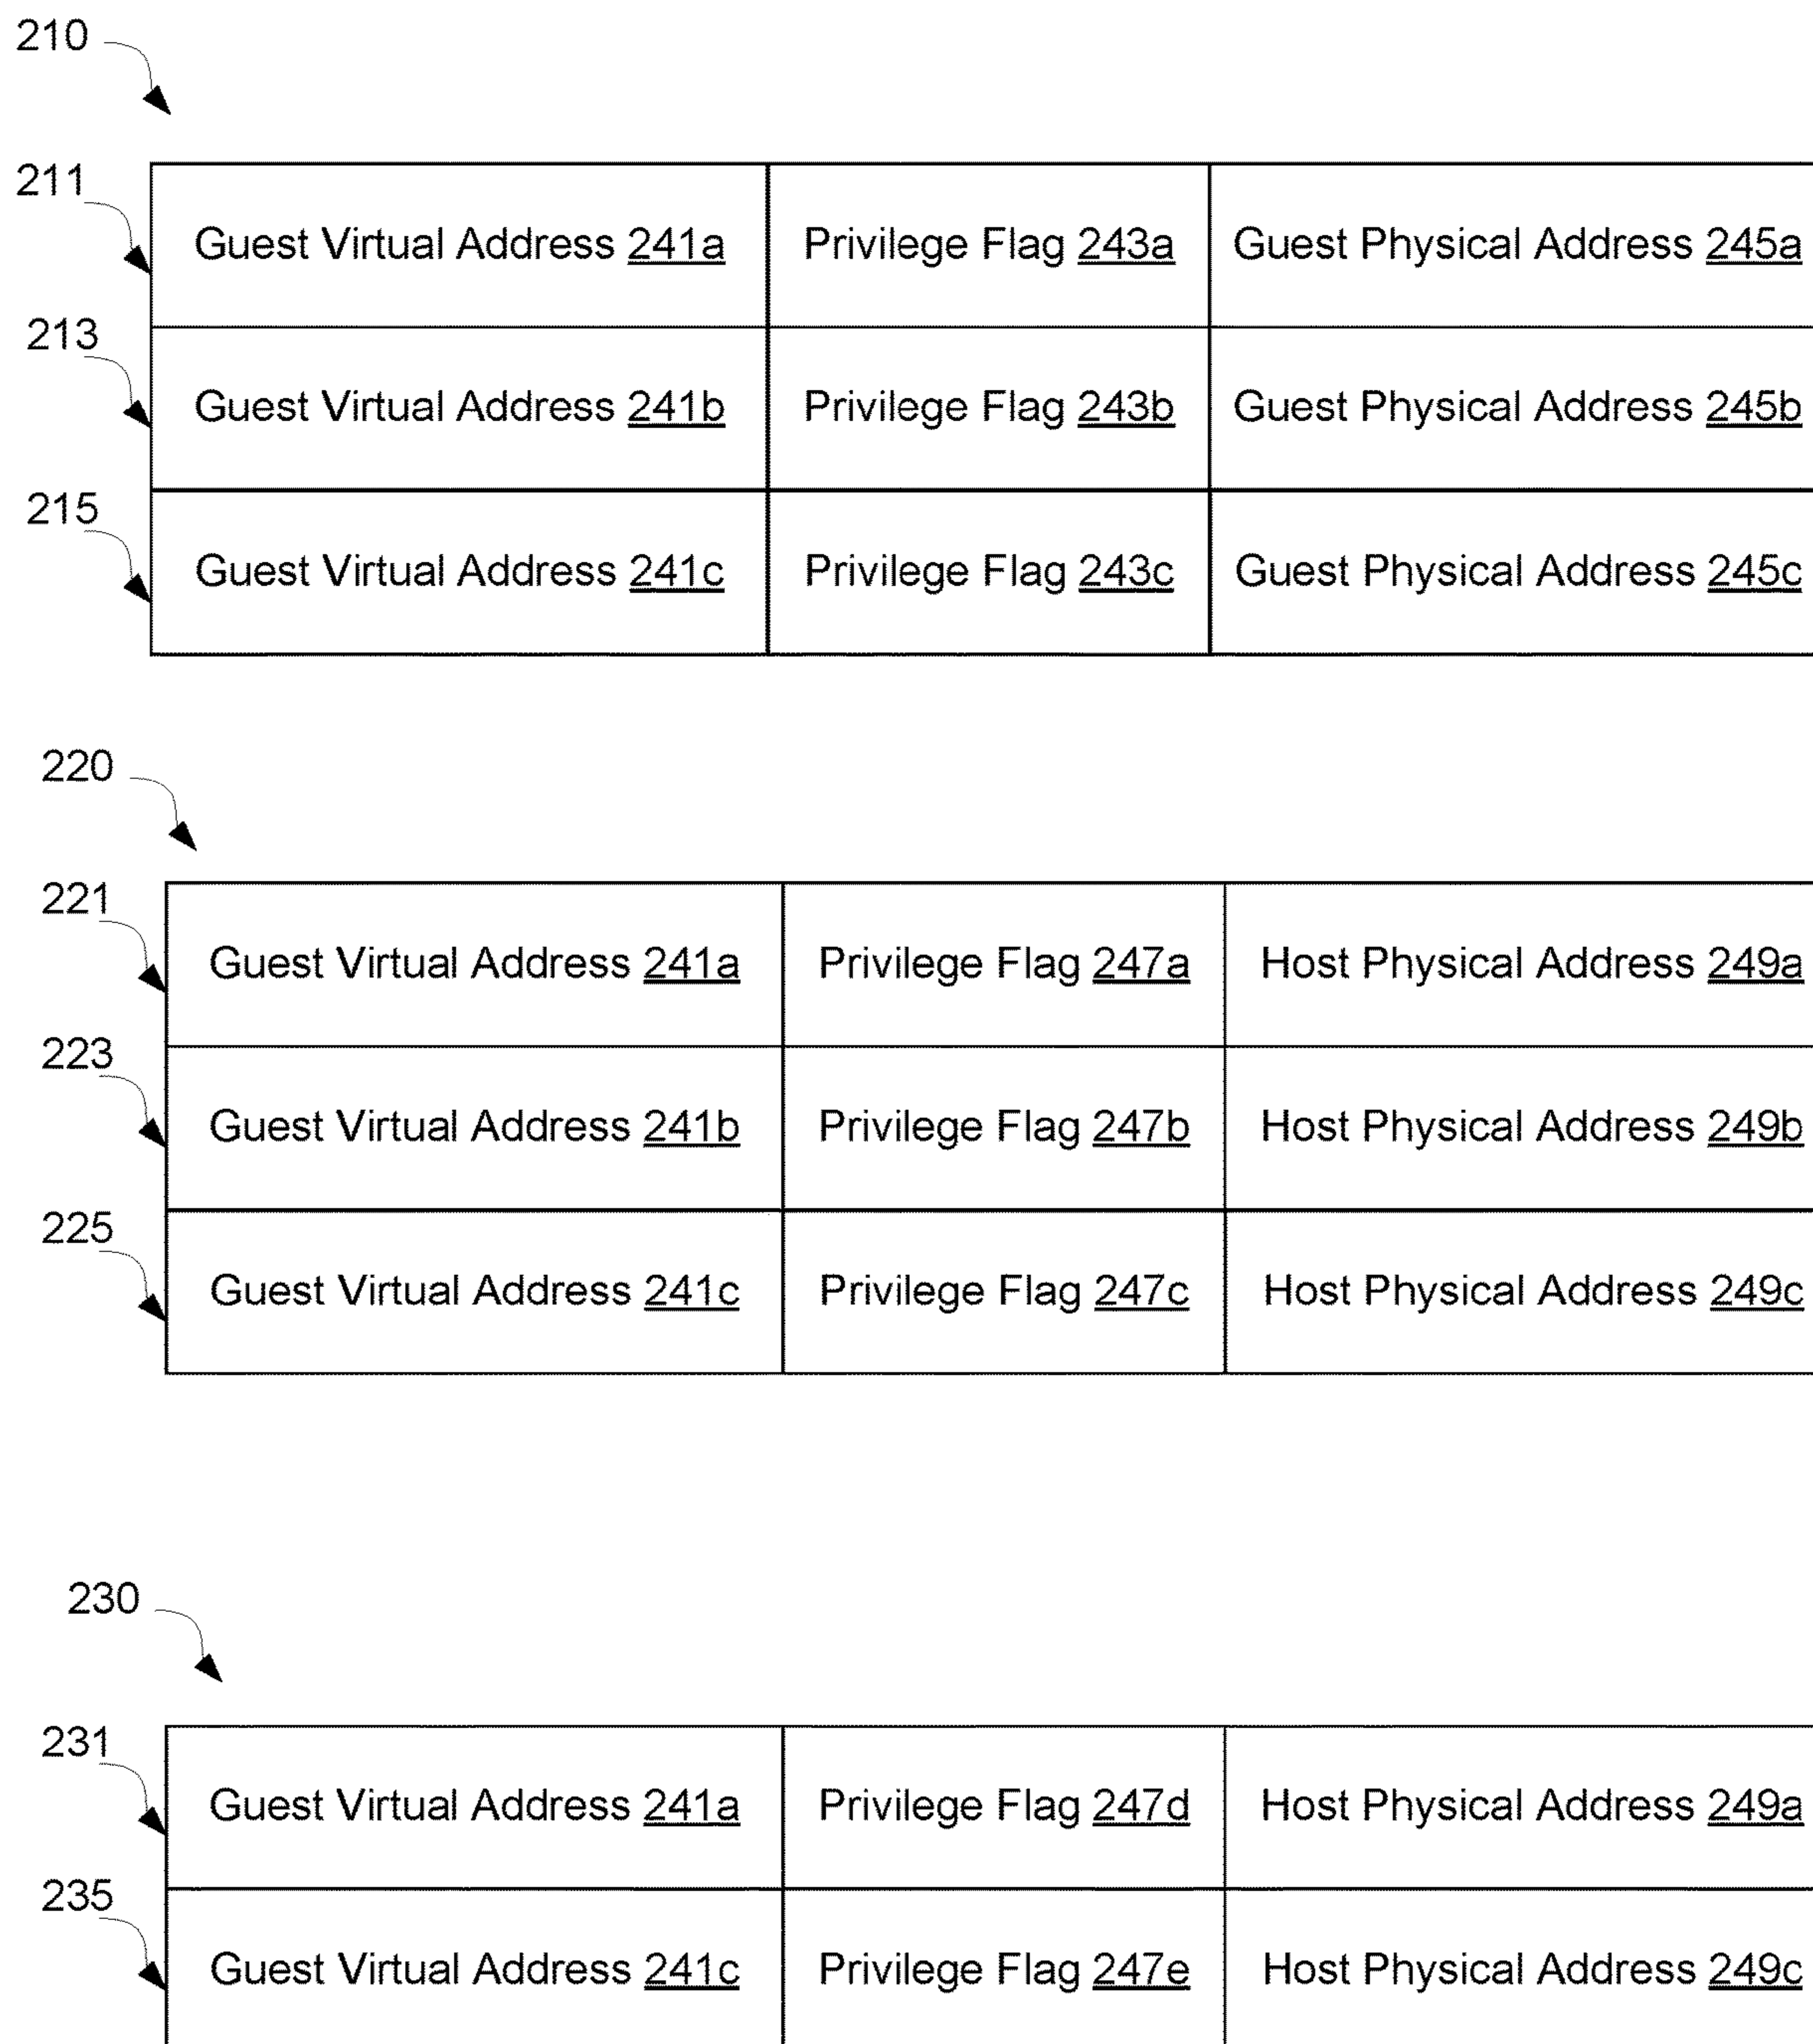 210
211
Guest Virtual Address 241a Privilege Flag 243a Guest Physical Address 245a
213
Guest Virtual Address 241b Privilege Flag 243b Guest Physical Address 245b
215
Guest Virtual Address 241c Privilege Flag 243c Guest Physical Address 245c
220
221
Guest Virtual Address 241a Privilege Flag 247a Host Physical Address 249a
223
Guest Virtual Address 241b Privilege Flag 247b Host Physical Address 249b
225
Guest Virtual Address 241c Privilege Flag 247c Host Physical Address 249c
230
231
Guest Virtual Address 241a Privilege Flag 247d Host Physical Address 249a
235
Guest Virtual Address 241c Privilege Flag 247e Host Physical Address 249c